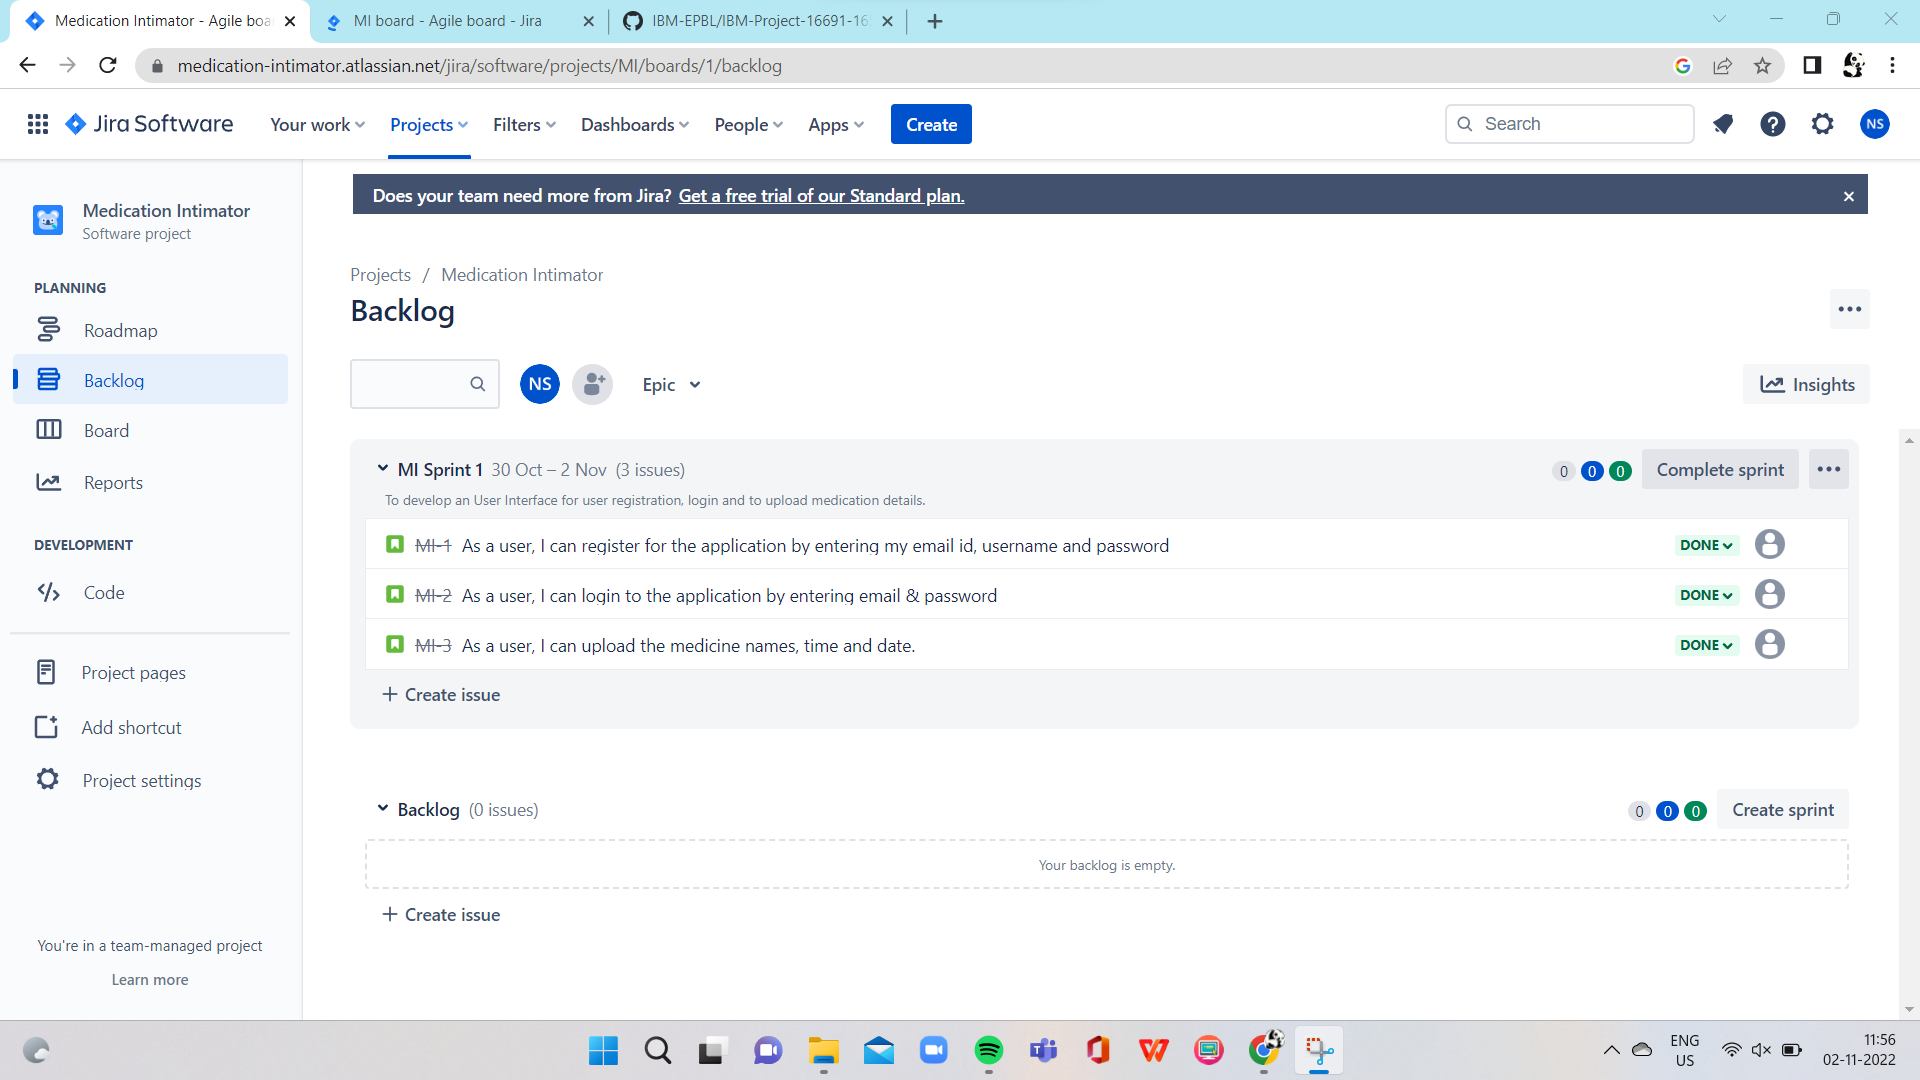 Medication Intimator - Agile boa
MI board - Agile board - Jira
IBM-EPBL/IBM-Project-16691-16
medication-intimator.atlassian.net/jira/software/projects/MI/boards/1/backlog
Jira Software
Your work
Projects
Filters
Dashboards
People
Apps
Create
Search
NS
Medication Intimator
Software project
PLANNING
Roadmap
Backlog
Board
Reports
DEVELOPMENT
Code
Project pages
Add shortcut
Project settings
You're in a team-managed project
Learn more
Does your team need more from Jira? Get a free trial of our Standard plan.
Projects / Medication Intimator
Backlog
NS
Epic
Insights
MI Sprint 1 30 Oct – 2 Nov (3 issues)
0 0 0
Complete sprint
To develop an User Interface for user registration, login and to upload medication details.
MI-1 As a user, I can register for the application by entering my email id, username and password DONE
MI-2 As a user, I can login to the application by entering email & password DONE
MI-3 As a user, I can upload the medicine names, time and date. DONE
+ Create issue
Backlog (0 issues)
0 0 0
Create sprint
Your backlog is empty.
+ Create issue
ENG
US
11:56
02-11-2022